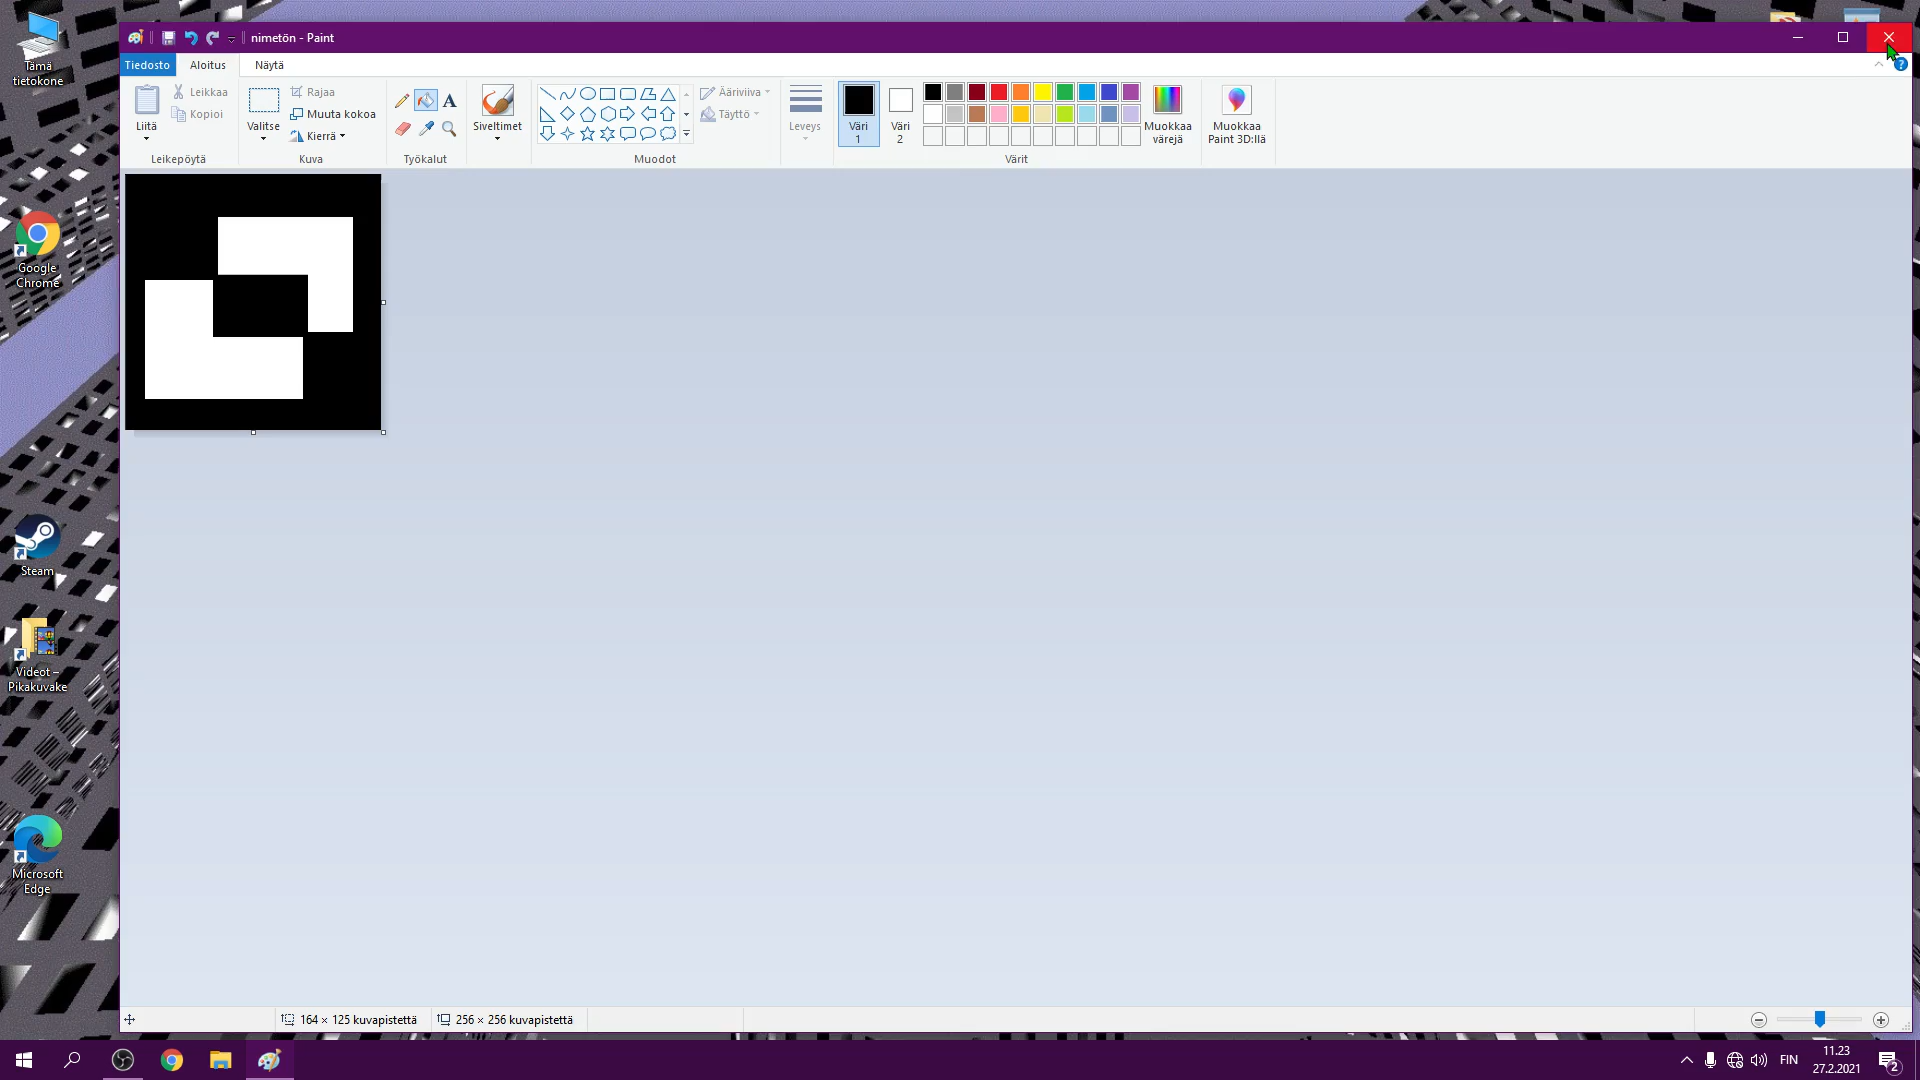 nimetön - Paint
Tiedosto Aloitus Näytä
Liitä
Leikkaa
Kopioi
Leikepöytä
Valitse
Rajaa
Muuta kokoa
Kierrä
Kuva
A
Työkalut
Siveltimet
Ääriviiva
Täyttö
Muodot
Leveys
Väri
1
Väri
2
Muokkaa
värejä
Värit
Muokkaa
Paint 3D:llä
?
Tämä
tietokone
Google
Chrome
Steam
Videot –
Pikakuvake
Microsoft
Edge
164 × 125 kuvapistettä
256 × 256 kuvapistettä
FIN
11.23
27.2.2021
2